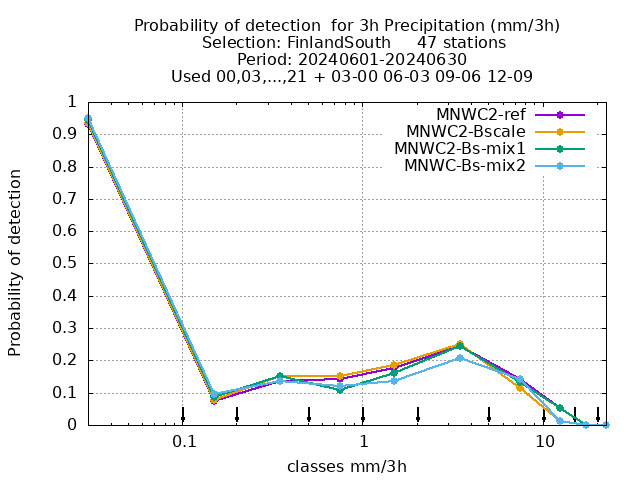 Probability of detection  for 3h Precipitation (mm/3h)
Selection: FinlandSouth     47 stations
Period: 20240601-20240630
Used 00,03,...,21 + 03-00 06-03 09-06 12-09
MNWC2-ref
MNWC2-Bscale
MNWC2-Bs-mix1
MNWC-Bs-mix2
Probability of detection
1
0.9
0.8
0.7
0.6
0.5
0.4
0.3
0.2
0.1
0
0.1 1 10
classes mm/3h